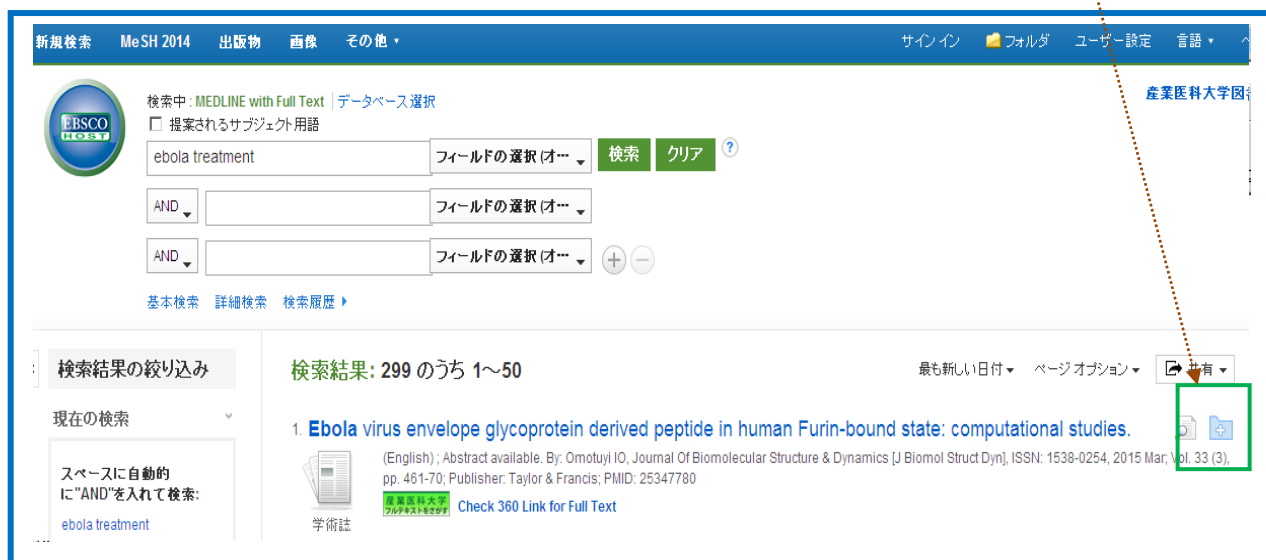 新規検索 MeSH 2014 出版物 画像 その他 サインイン フォルダ ユーザー設定 言語
産業医科大学図
EBSCO
HOST
検索中 : MEDLINE with Full Text データベース選択
提案されるサブジェクト用語
ebola treatment フィールドの選択 (オ… 検索 クリア ?
AND フィールドの選択 (オ…
AND フィールドの選択 (オ…
基本検索 詳細検索 検索履歴
検索結果の絞り込み
現在の検索
スペースに自動的
に"AND"を入れて検索:
ebola treatment
検索結果: 299 のうち 1~50 最も新しい日付 ページ オプション 共有
1. Ebola virus envelope glycoprotein derived peptide in human Furin-bound state: computational studies.
(English) ; Abstract available. By: Omotuyi IO, Journal Of Biomolecular Structure & Dynamics [J Biomol Struct Dyn], ISSN: 1538-0254, 2015 Mar; Vol. 33 (3),
pp. 461-70; Publisher: Taylor & Francis; PMID: 25347780
産業医科大学
フルテキストをさがす Check 360 Link for Full Text
学術誌